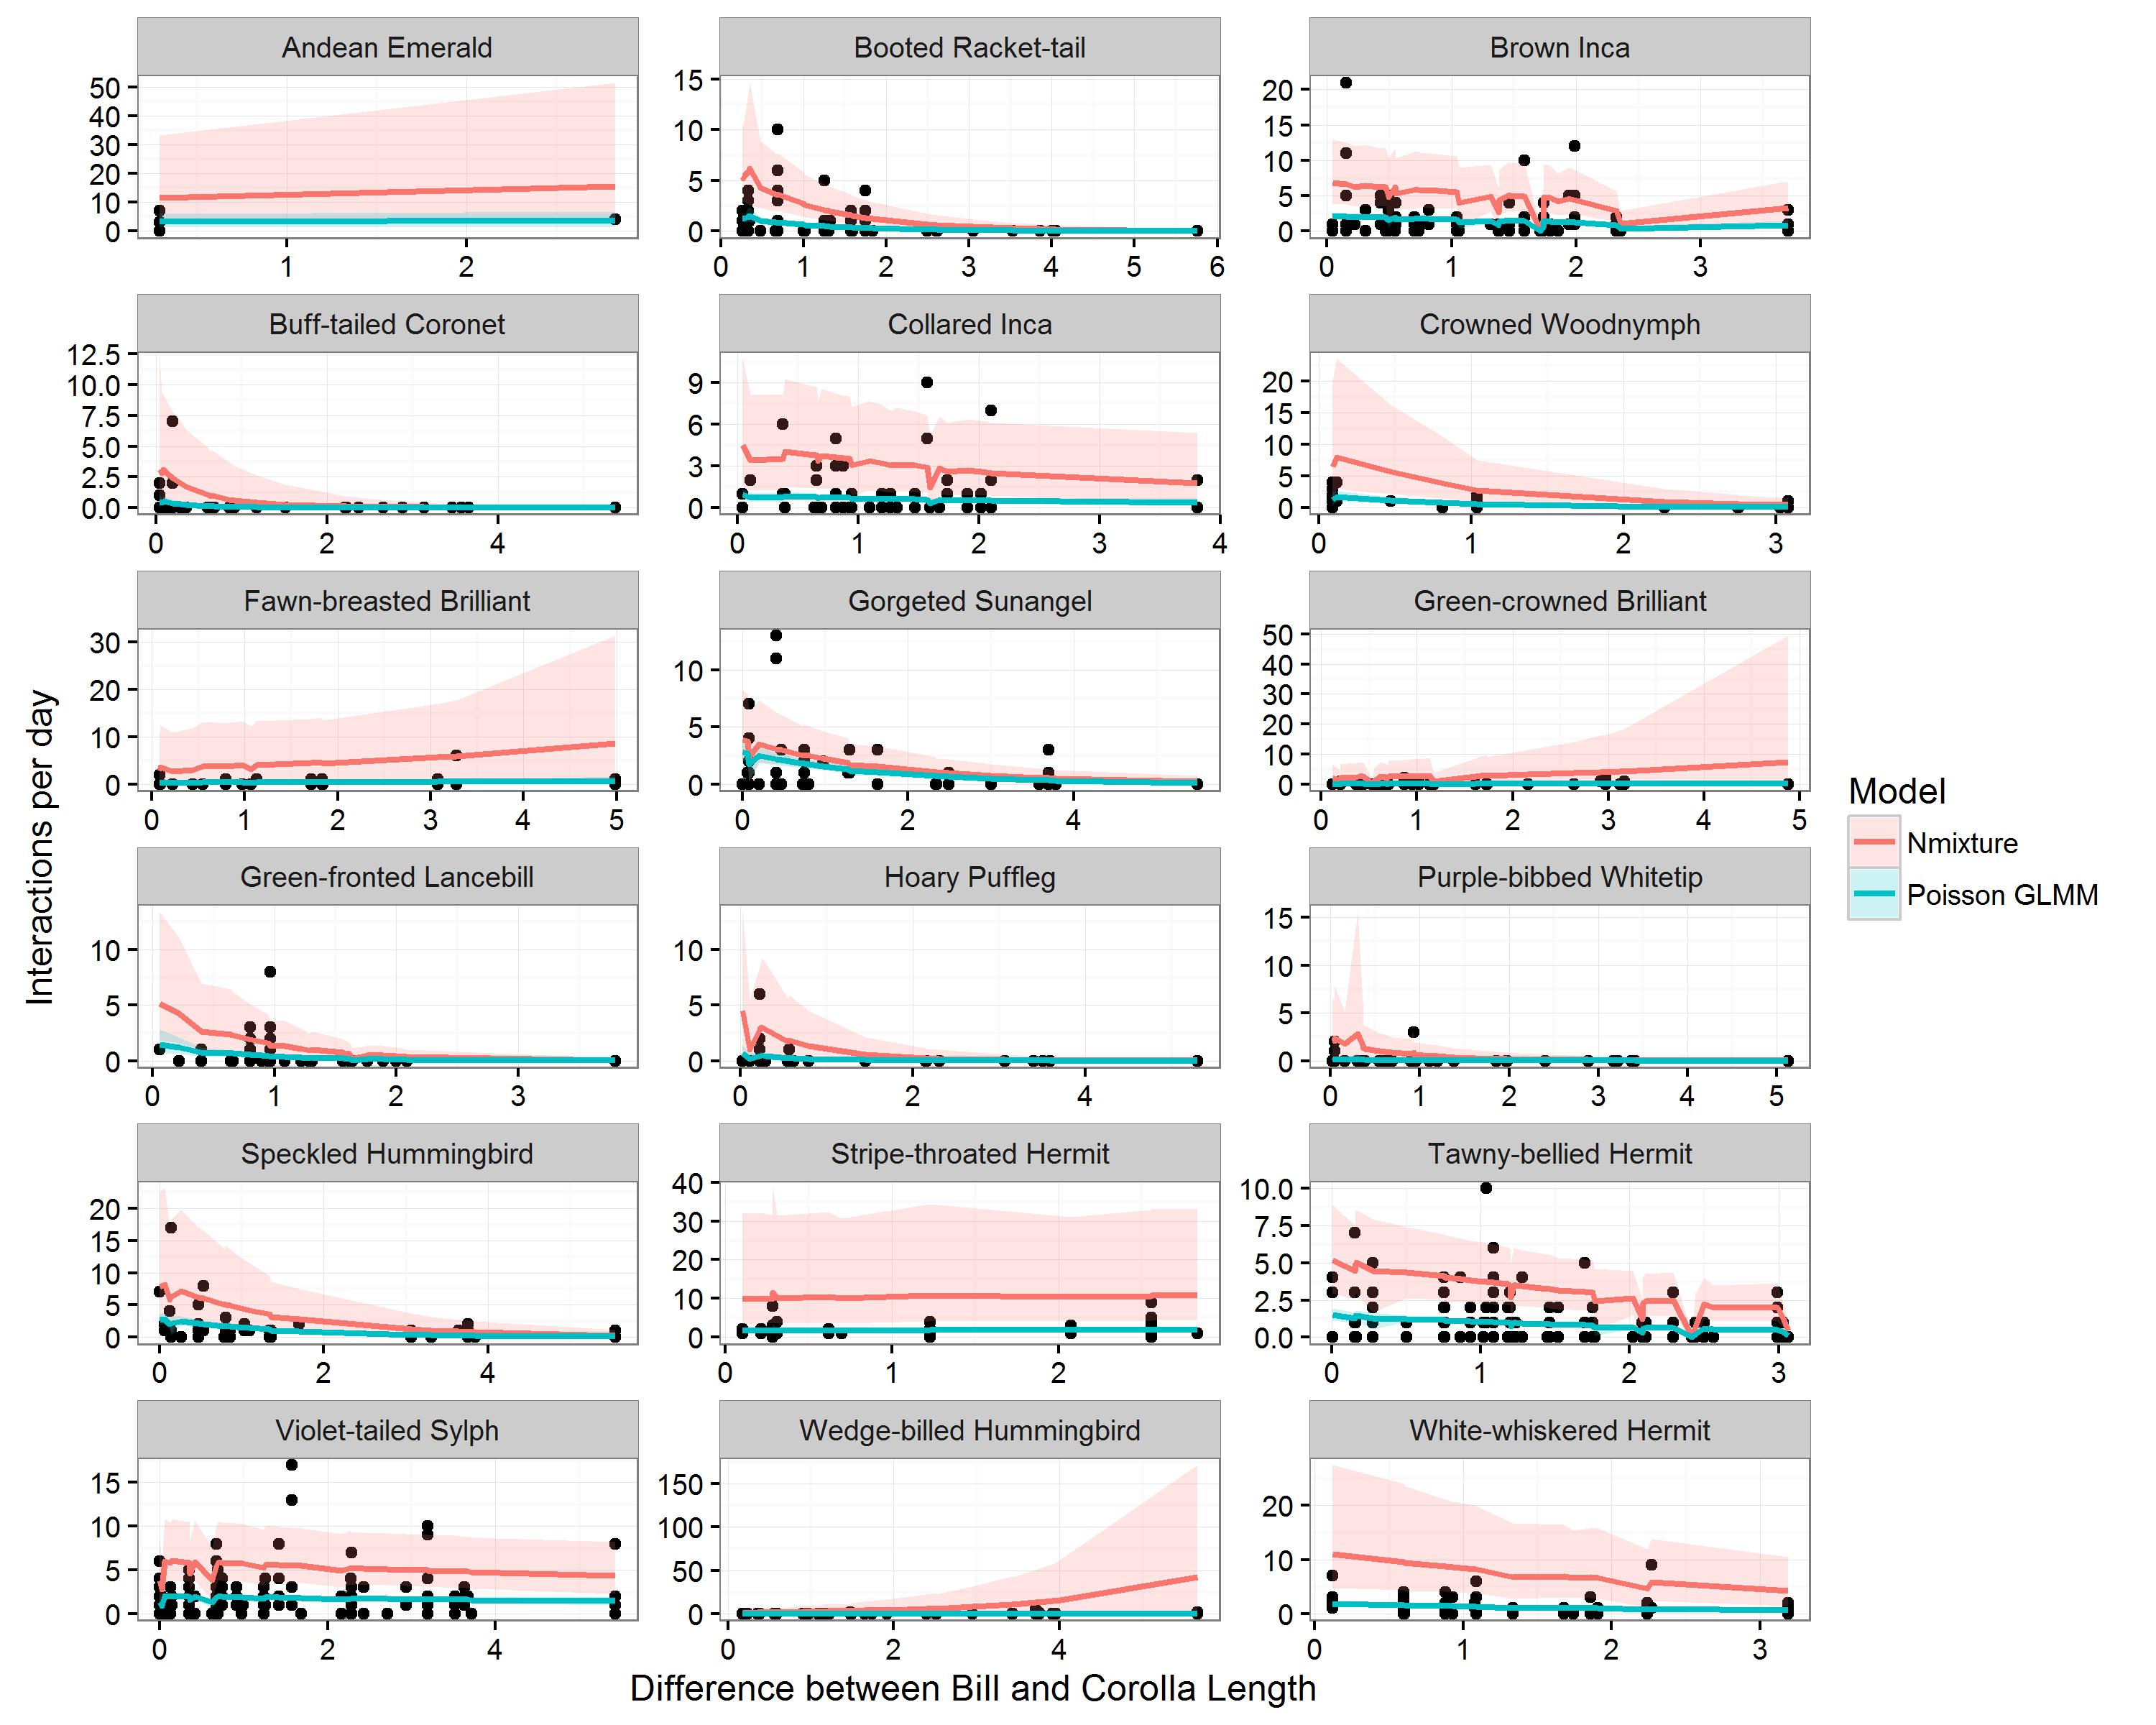 Andean Emerald
Booted Racket-tail
Brown Inca
50
40
30
20
10
0
1 2
15
10
5
0
0 1 2 3 4 5 6
20
15
10
5
0
0 1 2 3
Buff-tailed Coronet
Collared Inca
Crowned Woodnymph
12.5
10.0
7.5
5.0
2.5
0.0
0 2 4
9
6
3
0
0 1 2 3 4
20
15
10
5
0
0 1 2 3
Fawn-breasted Brilliant
Gorgeted Sunangel
Green-crowned Brilliant
30
20
10
0
0 1 2 3 4 5
10
5
0
0 2 4
50
40
30
20
10
0
0 1 2 3 4 5
Green-fronted Lancebill
Hoary Puffleg
Purple-bibbed Whitetip
10
5
0
0 1 2 3
10
5
0
0 2 4
15
10
5
0
0 1 2 3 4 5
Speckled Hummingbird
Stripe-throated Hermit
Tawny-bellied Hermit
20
15
10
5
0
0 2 4
40
30
20
10
0
0 1 2
10.0
7.5
5.0
2.5
0.0
0 1 2 3
Violet-tailed Sylph
Wedge-billed Hummingbird
White-whiskered Hermit
15
10
5
0
0 2 4
150
100
50
0
0 2 4
20
10
0
0 1 2 3
Interactions per day
Difference between Bill and Corolla Length
Model
Nmixture
Poisson GLMM